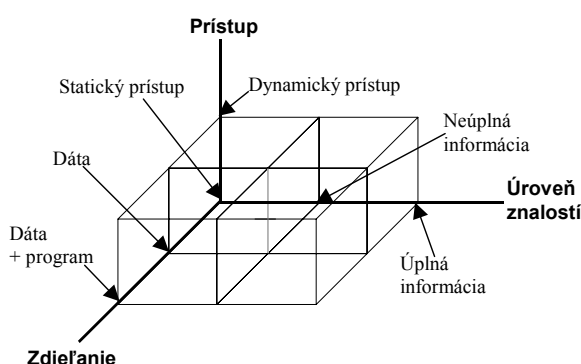 Prístup
Statický prístup
Dynamický prístup
Neúplná
informácia
Dáta
Úroveň
znalostí
Dáta
+ program
Úplná
informácia
Zdieľanie